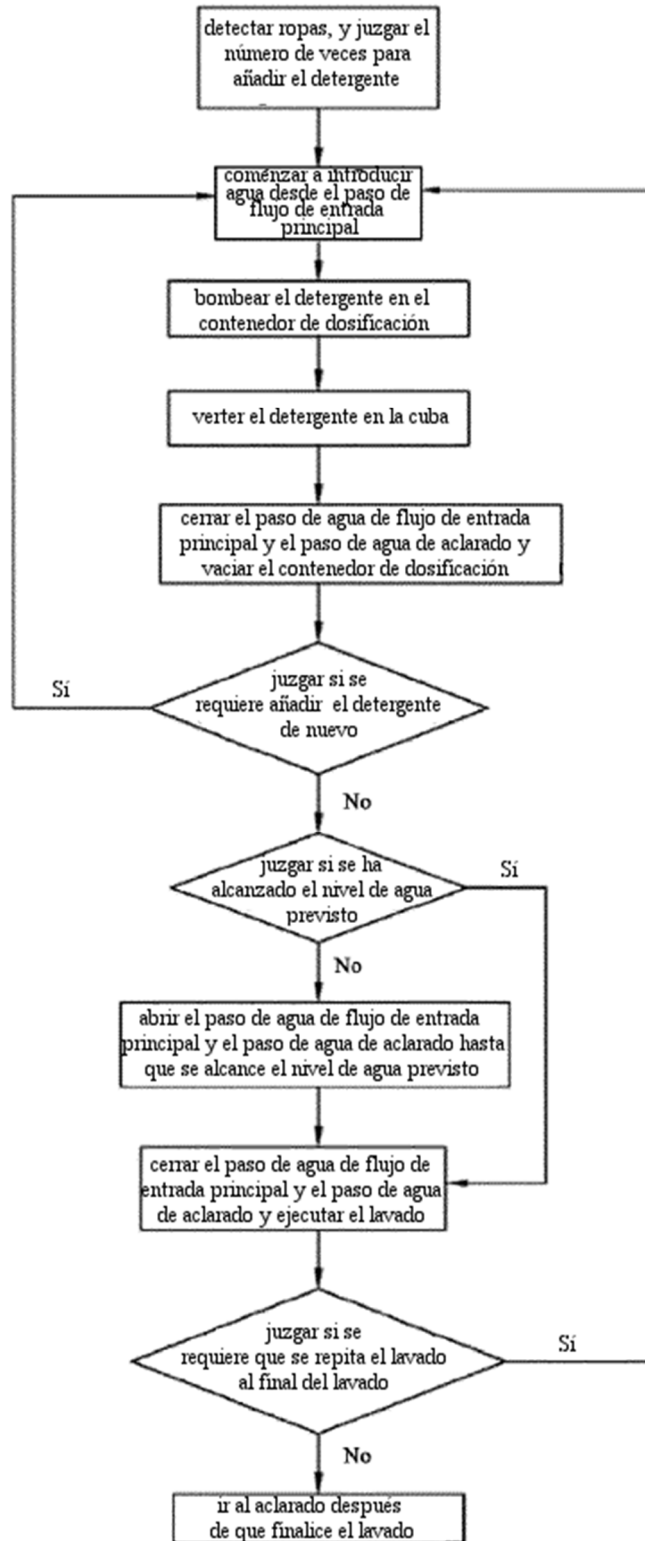 detectar ropas, y juzgar el
número de veces para
añadir el detergente
comenzar a introducir
agua desde el paso de
flujo de entrada
principal
bombear el detergente en el
contenedor de dosificación
verter el detergente en la cuba
cerrar el paso de agua de flujo de entrada
principal y el paso de agua de aclarado y
vaciar el contenedor de dosificación
juzgar si se
requiere añadir el detergente
de nuevo
Sí
No
juzgar si se ha
alcanzado el nivel de agua
previsto
Sí
No
abrir el paso de agua de flujo de entrada
principal y el paso de agua de aclarado hasta
que se alcance el nivel de agua previsto
cerrar el paso de agua de flujo de
entrada principal y el paso de agua
de aclarado y ejecutar el lavado
juzgar si se
requiere que se repita el lavado
al final del lavado
Sí
No
ir al aclarado después
de que finalice el lavado